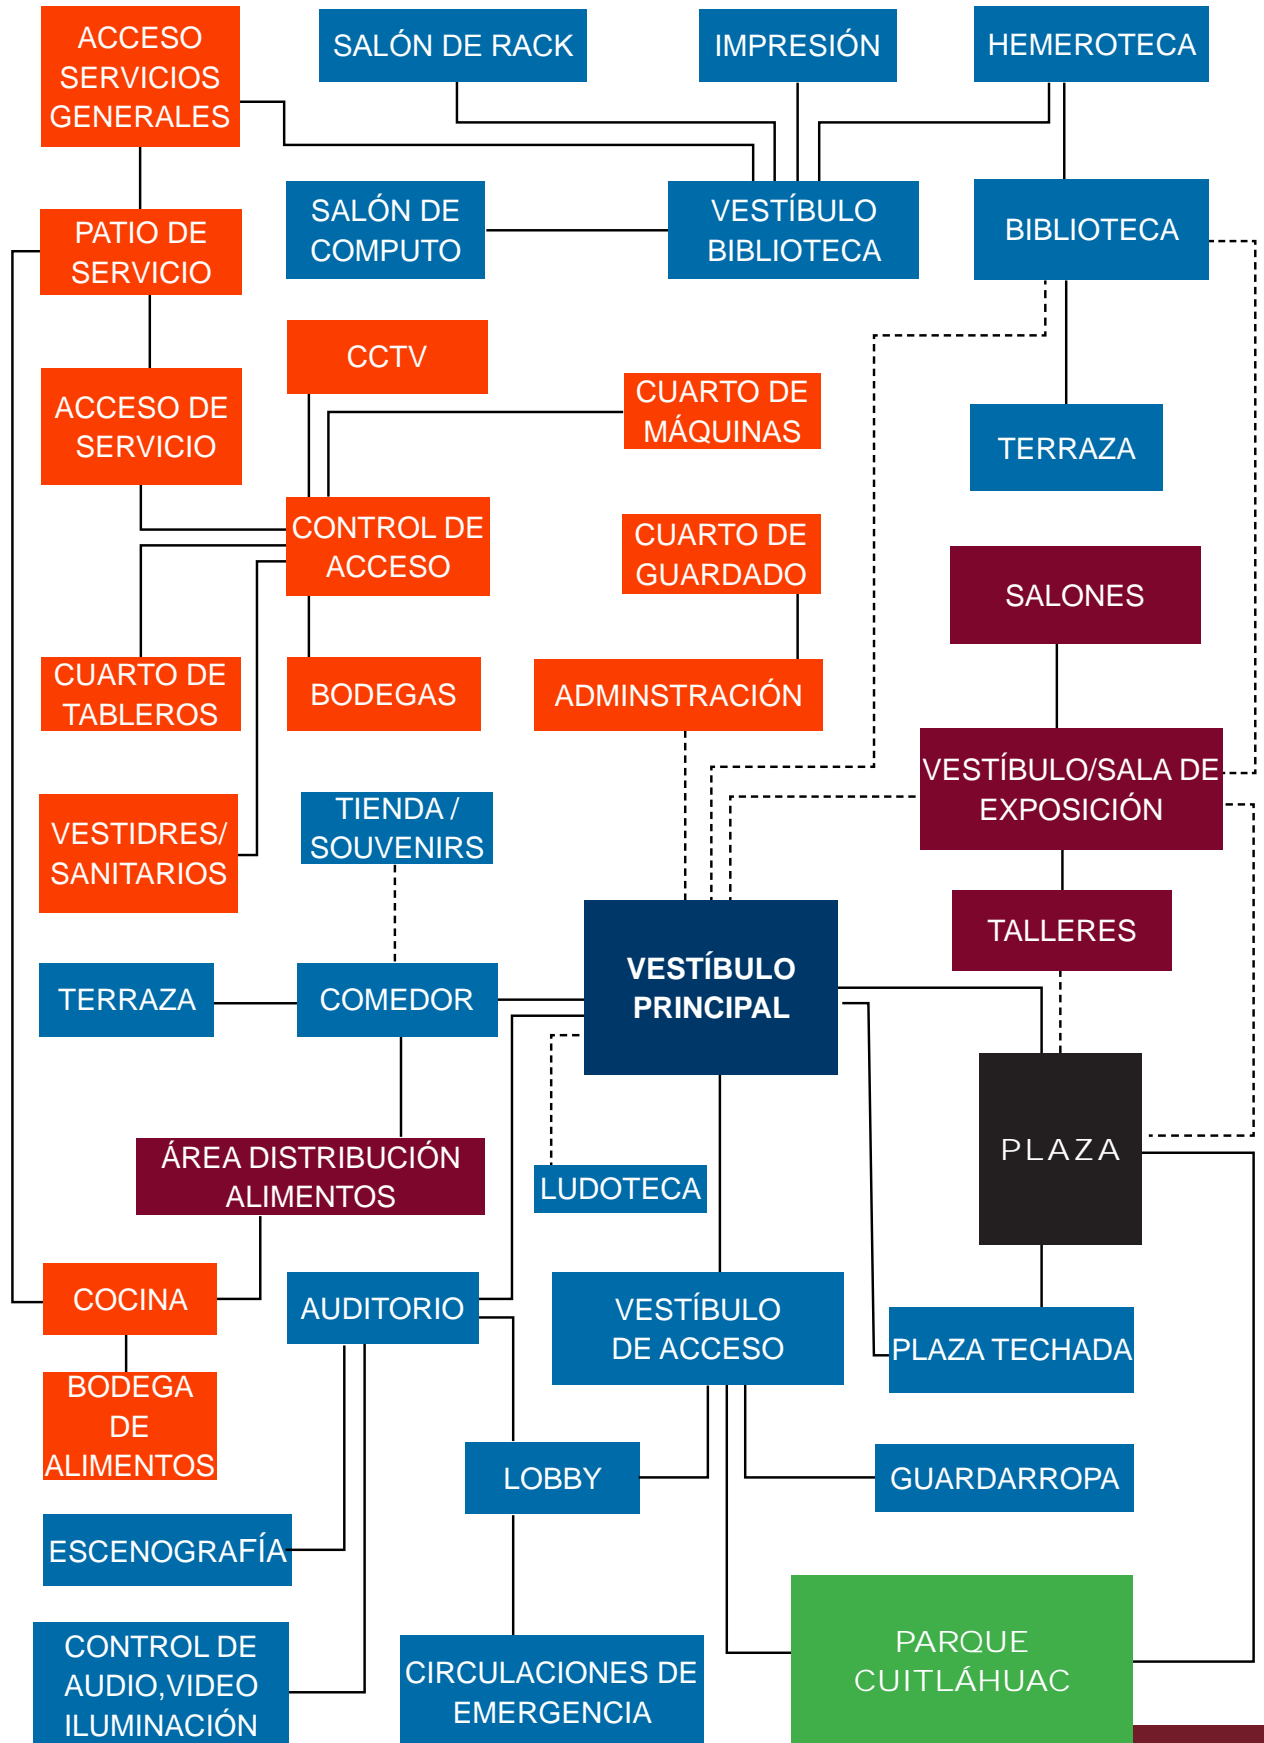 ACCESO
SERVICIOS
GENERALES
SALÓN DE RACK
IMPRESIÓN
HEMEROTECA
PATIO DE
SERVICIO
SALÓN DE
COMPUTO
VESTÍBULO
BIBLIOTECA
BIBLIOTECA
CCTV
ACCESO DE
SERVICIO
CUARTO DE
MÁQUINAS
TERRAZA
CONTROL DE
ACCESO
CUARTO DE
GUARDADO
SALONES
CUARTO DE
TABLEROS
BODEGAS
ADMINSTRACIÓN
VESTÍBULO/SALA DE
EXPOSICIÓN
VESTIDRES/
SANITARIOS
TIENDA /
SOUVENIRS
TALLERES
VESTÍBULO
PRINCIPAL
TERRAZA
COMEDOR
PLAZA
ÁREA DISTRIBUCIÓN
ALIMENTOS
LUDOTECA
COCINA
AUDITORIO
VESTÍBULO
DE ACCESO
PLAZA TECHADA
BODEGA
DE
ALIMENTOS
LOBBY
GUARDARROPA
ESCENOGRAFÍA
CONTROL DE
AUDIO,VIDEO
ILUMINACIÓN
CIRCULACIONES DE
EMERGENCIA
PARQUE
CUITLÁHUAC